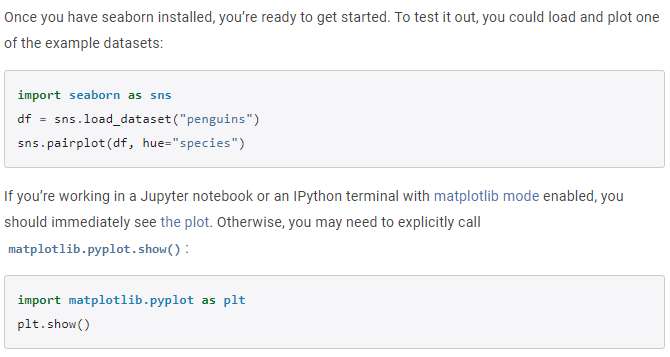 Once you have seaborn installed, you’re ready to get started. To test it out, you could load and plot one
of the example datasets:
import seaborn as sns
df = sns.load_dataset("penguins")
sns.pairplot(df, hue="species")
If you’re working in a Jupyter notebook or an IPython terminal with matplotlib mode enabled, you
should immediately see the plot. Otherwise, you may need to explicitly call
matplotlib.pyplot.show() :
import matplotlib.pyplot as plt
plt.show()